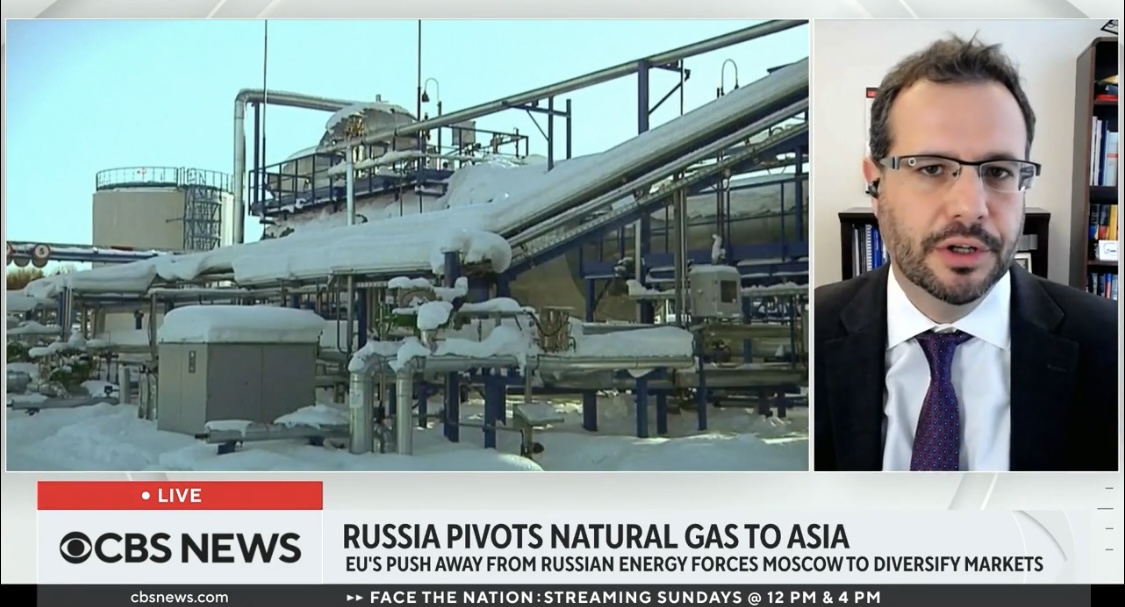 • LIVE
CBS NEWS
RUSSIA PIVOTS NATURAL GAS TO ASIA
EU'S PUSH AWAY FROM RUSSIAN ENERGY FORCES MOSCOW TO DIVERSIFY MARKETS
cbsnews.com
FACE THE NATION: STREAMING SUNDAYS @ 12 PM & 4 PM